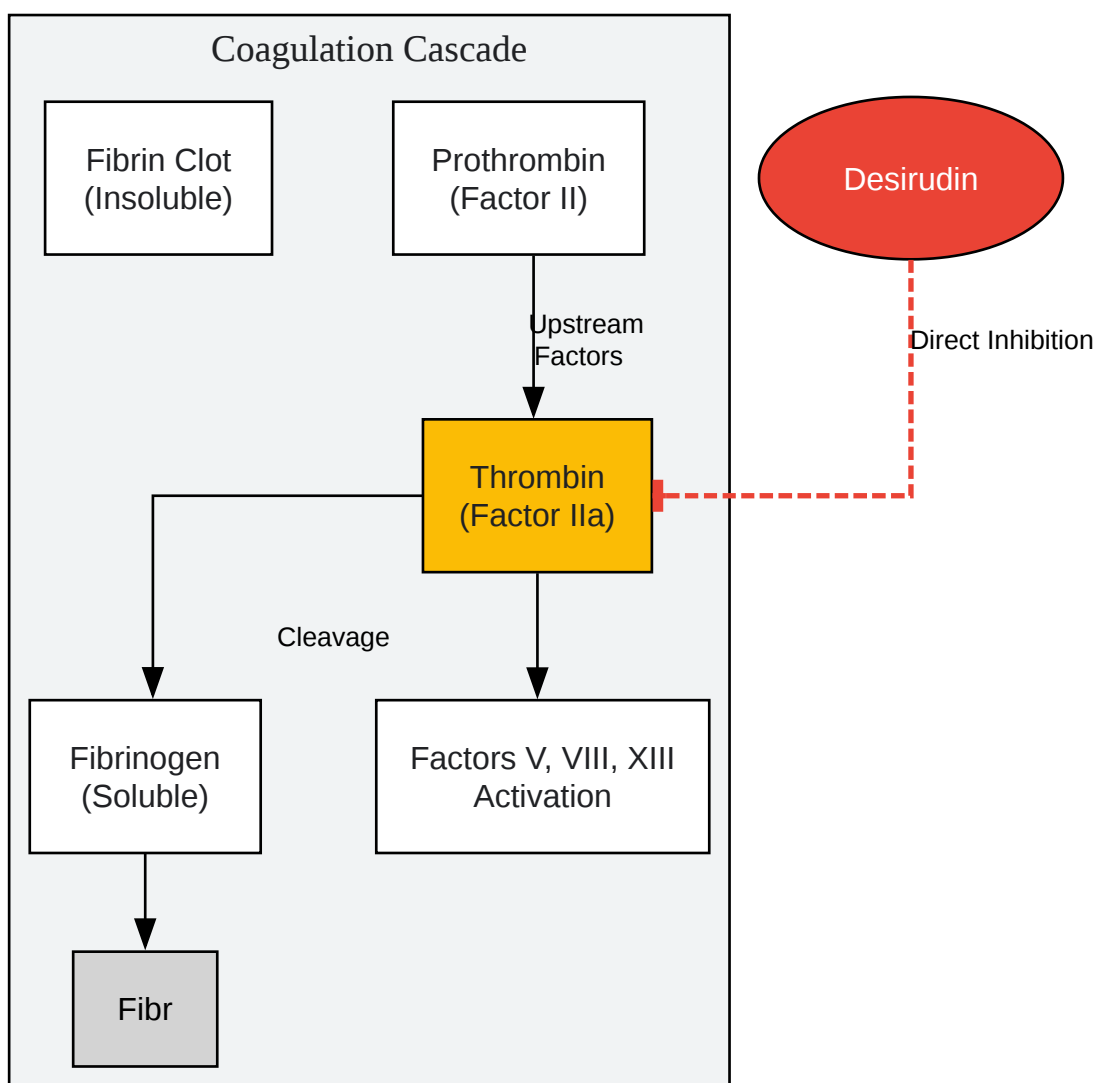 Coagulation Cascade
Fibrin Clot
(Insoluble)
Prothrombin
(Factor II)
Desirudin
Upstream
Factors
Direct Inhibition
Thrombin
(Factor IIa)
Cleavage
Fibrinogen
(Soluble)
Factors V, VIII, XIII
Activation
Fibr